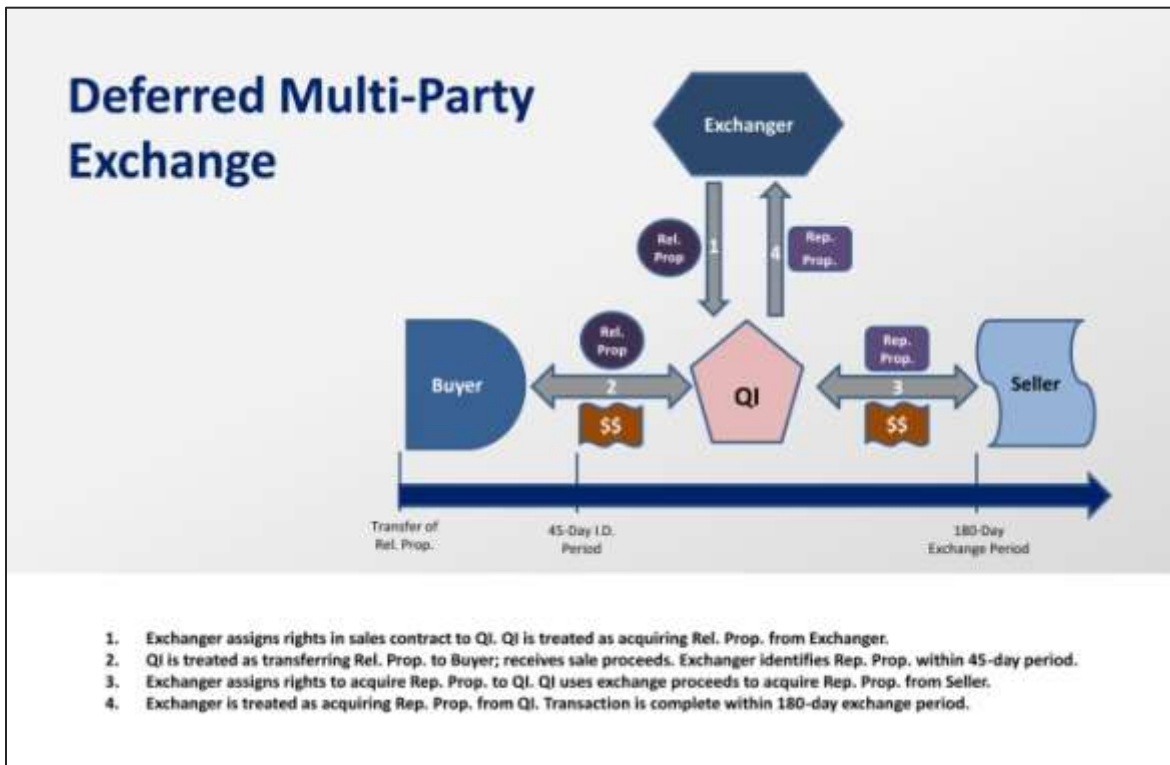 Deferred Multi-Party
Exchange
Exchanger
Rel.
Prop
1
4
Rep.
Prop.
Buyer
Rel.
Prop
2
$$
QI
Rep.
Prop.
3
$$
Seller
Transfer of
Rel. Prop.
45-Day I.D.
Period
180-Day
Exchange Period
1. Exchanger assigns rights in sales contract to QI. QI is treated as acquiring Rel. Prop. from Exchanger.
2. QI is treated as transferring Rel. Prop. to Buyer; receives sale proceeds. Exchanger identifies Rep. Prop. within 45-day period.
3. Exchanger assigns rights to acquire Rep. Prop. to QI. QI uses exchange proceeds to acquire Rep. Prop. from Seller.
4. Exchanger is treated as acquiring Rep. Prop. from QI. Transaction is complete within 180-day exchange period.